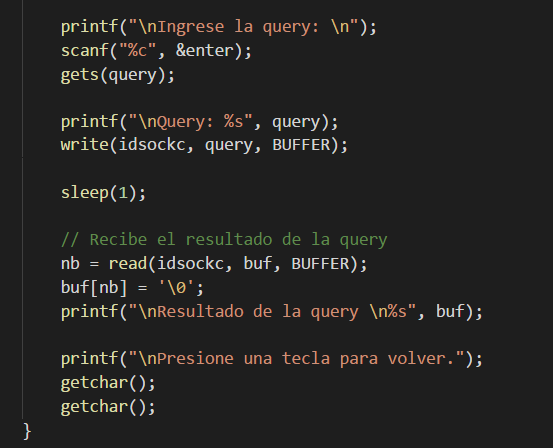 printf("\nIngrese la query: \n");
scanf("%c", &enter);
gets(query);
printf("\nQuery: %s", query);
write(idsockc, query, BUFFER);
sleep(1);
// Recibe el resultado de la query
nb = read(idsockc, buf, BUFFER);
buf[nb] = '\0';
printf("\nResultado de la query \n%s", buf);
printf("\nPresione una tecla para volver.");
getchar();
getchar();
}